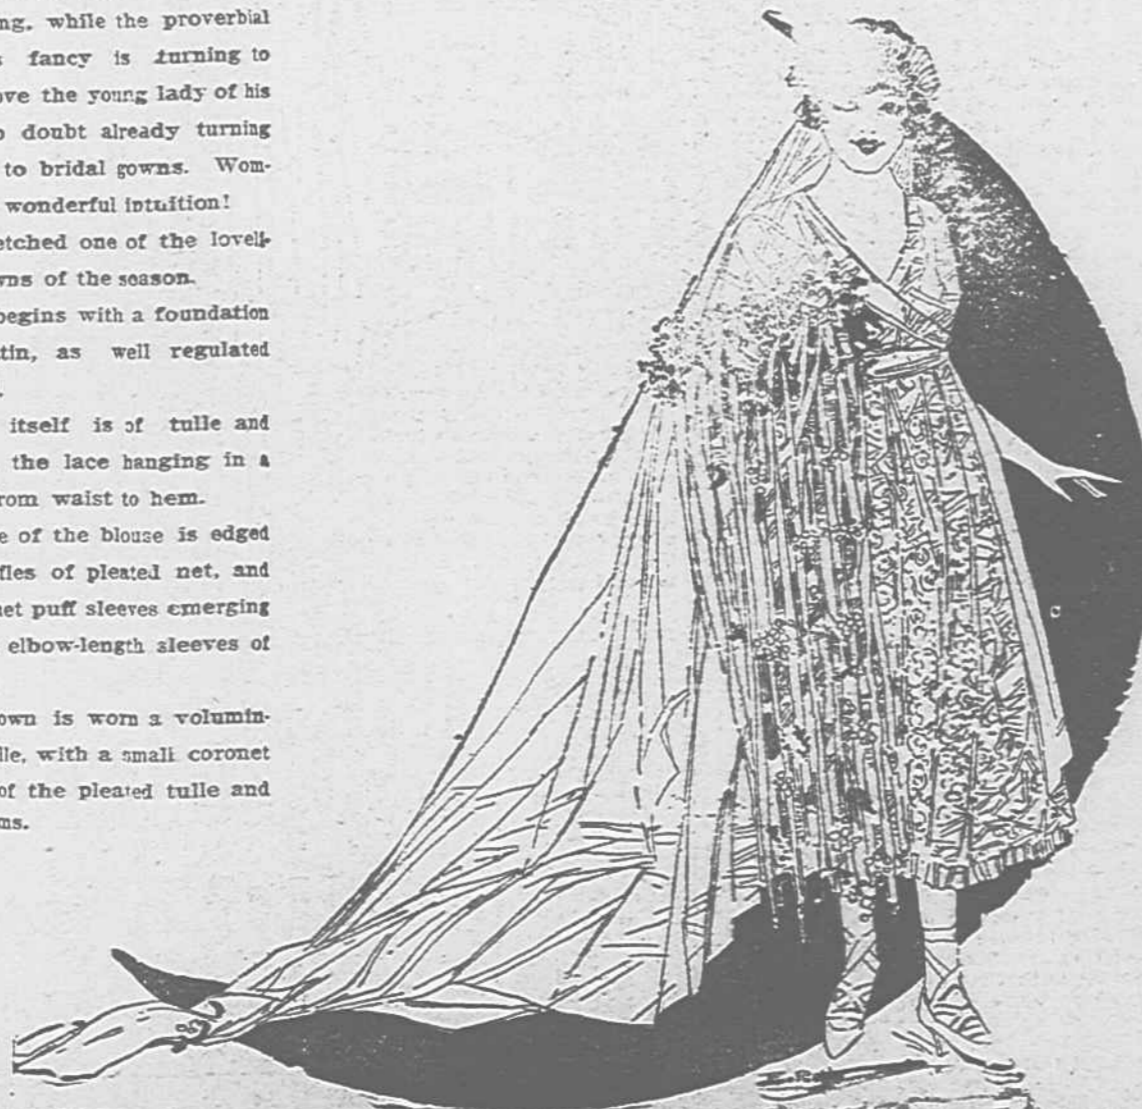 ng, while the proverbial
s fancy is turning to
ove the young lady of his
o doubt already turning
to bridal gowns. Wom-
wonderful intuition!
etched one of the lovell-
wns of the season.
begins with a foundation
tin, as well regulated
.
itself is of tulle and
the lace hanging in a
rom waist to hem.
e of the blouse is edged
fles of pleated net, and
net puff sleeves emerging
elbow-length sleeves of
own is worn a volumin-
lle, with a small coronet
of the pleated tulle and
ms.